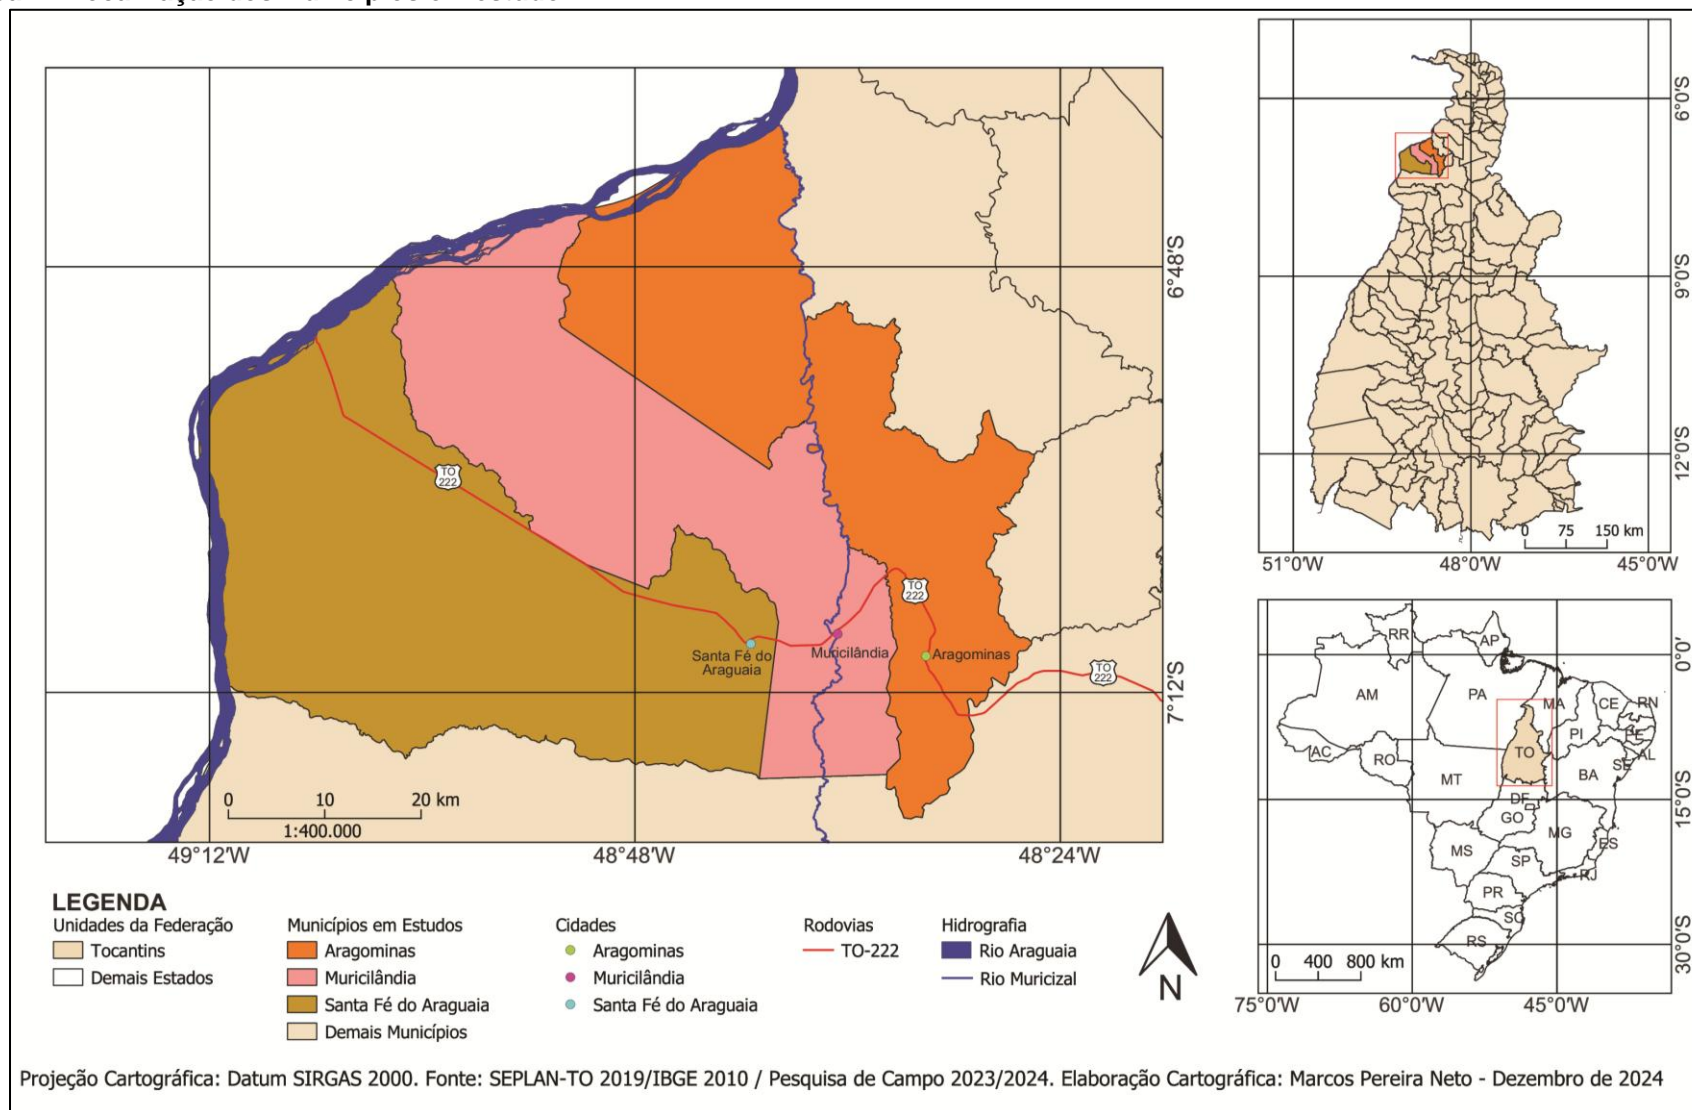 TO
222
TO
222
TO
222
Santa Fé do
Araguaia
Muricilândia
Aragominas
6°48'S
7°12'S
0 10 20 km
1:400.000
49°12'W 48°48'W 48°24'W
6°0'S
9°0'S
12°0'S
0 75 150 km
51°0'W 48°0'W 45°0'W
RR
AP
AM
PA
MA
CE
RN
PI
PE
AC
RO
TO
AL
SE
MT
BA
DF
GO
MG
ES
MS
SP
RJ
PR
SC
RS
0°0'
15°0'S
30°0'S
0 400 800 km
75°0'W 60°0'W 45°0'W
LEGENDA
Unidades da Federação
Tocantins
Demais Estados
Municípios em Estudos
Aragominas
Muricilândia
Santa Fé do Araguaia
Demais Municípios
Cidades
Aragominas
Muricilândia
Santa Fé do Araguaia
Rodovias
TO-222
Hidrografia
Rio Araguaia
Rio Muricizal
N
Projeção Cartográfica: Datum SIRGAS 2000. Fonte: SEPLAN-TO 2019/IBGE 2010 / Pesquisa de Campo 2023/2024. Elaboração Cartográfica: Marcos Pereira Neto - Dezembro de 2024